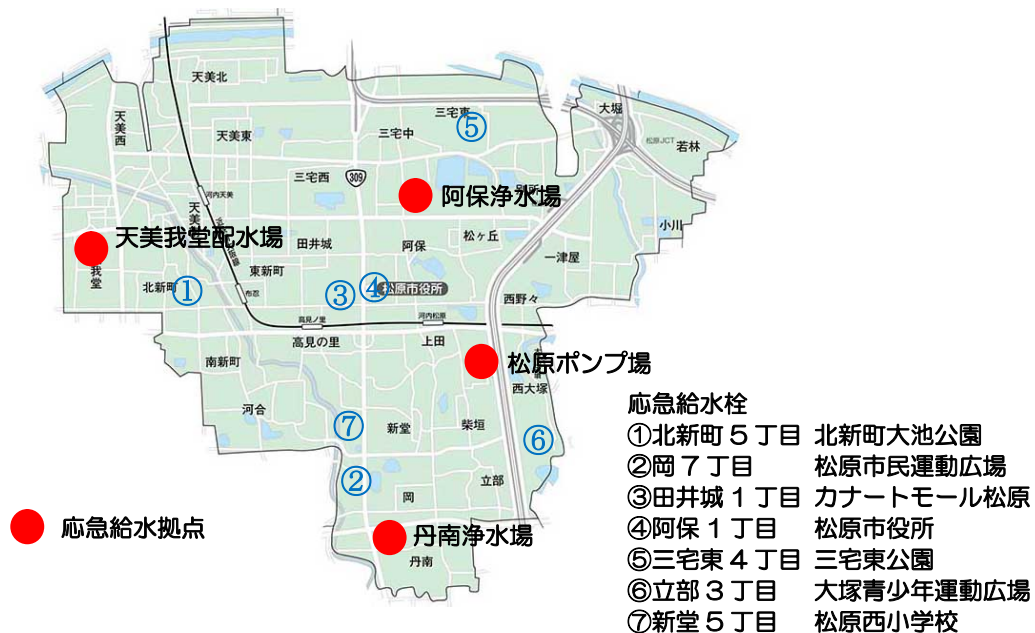 天美北
天美西
天美東
三宅東
⑤
三宅中
大堀
松原JCT
若林
三宅西
309
河内天美
阿保浄水場
小川
天美我堂配水場
我堂
田井城
阿保
松ヶ丘
一津屋
東新町
北新町
①
布忍
③
④
松原市役所
西野々
高見ノ里
河内松原
高見の里
上田
南新町
松原ポンプ場
西大塚
河合
⑦
新堂
柴垣
⑥
②
岡
立部
丹南浄水場
丹南
応急給水拠点
応急給水栓
①北新町5丁目 北新町大池公園
②岡7丁目 松原市民運動広場
③田井城1丁目 カナートモール松原
④阿保1丁目 松原市役所
⑤三宅東4丁目 三宅東公園
⑥立部3丁目 大塚青少年運動広場
⑦新堂5丁目 松原西小学校